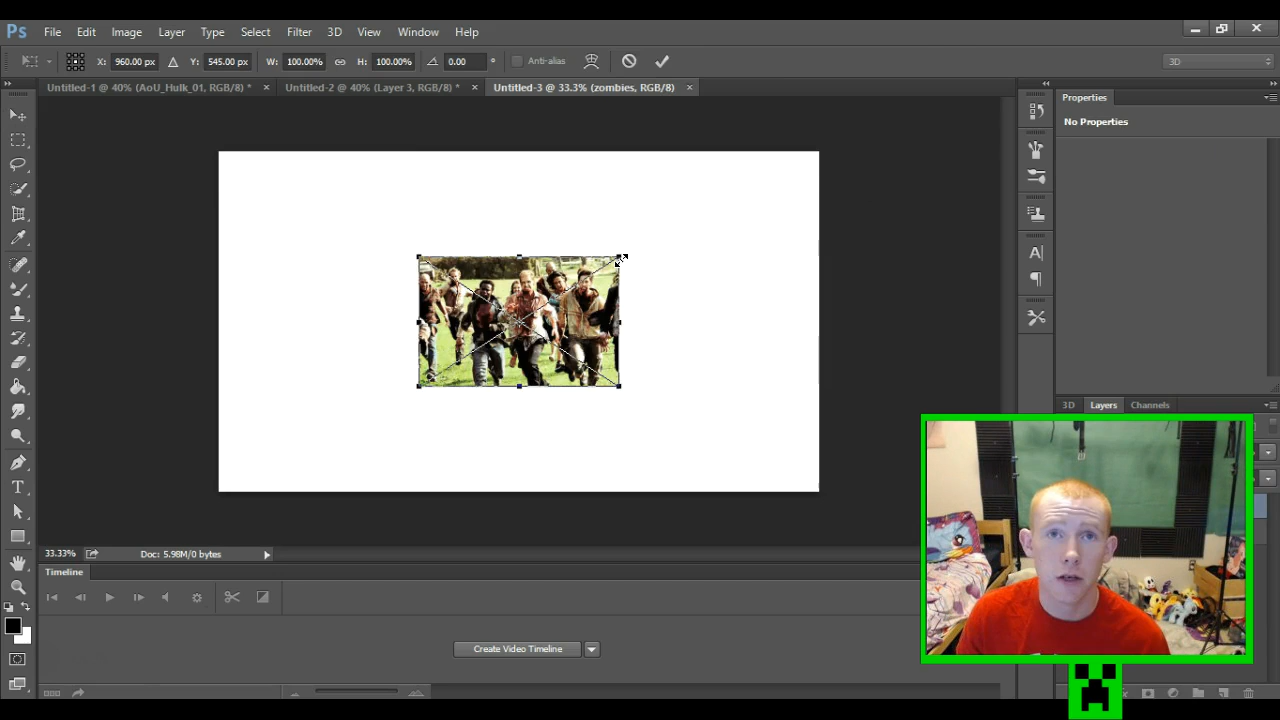 Ps File Edit Image Layer Type Select Filter 3D View Window Help
X: 960.00 px Y: 545.00 px W: 100.00% H: 100.00% 0.00 ° Anti-alias 3D
Untitled-1 @ 40% (AoU_Hulk_01, RGB/8) * × Untitled-2 @ 40% (Layer 3, RGB/8) * × Untitled-3 @ 33.3% (zombies, RGB/8) ×
Properties
No Properties
3D Layers Channels
33.33% Doc: 5.98M/0 bytes
Timeline
Create Video Timeline